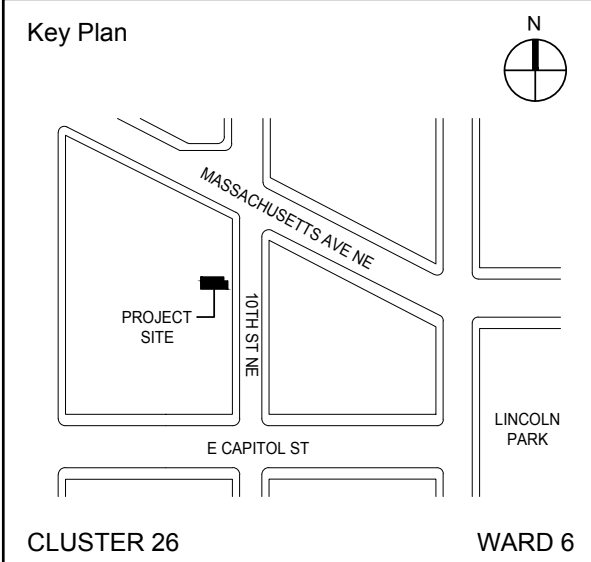 Key Plan
N
MASSACHUSETTS AVE NE
PROJECT
SITE
10TH ST NE
LINCOLN
PARK
E CAPITOL ST
CLUSTER 26
WARD 6